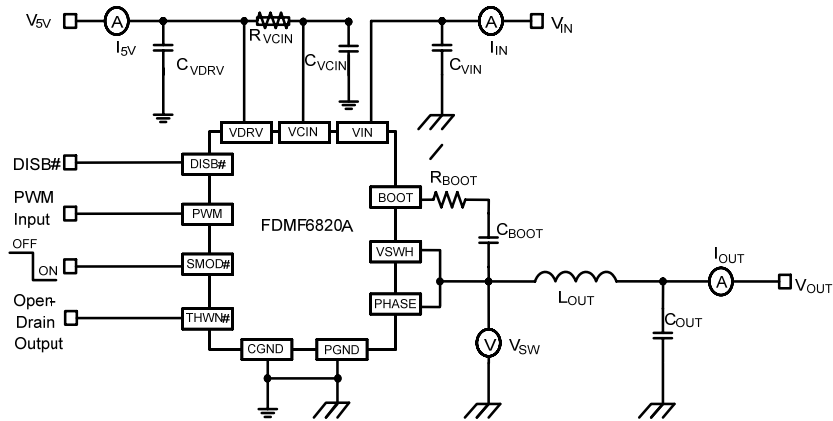 V5V
A
I5V
RVCIN
CVDRV
CVCIN
CVIN
A
IIN
VIN
VDRV
VCIN
VIN
DISB#
DISB#
PWM
Input
PWM
OFF
ON
SMOD#
Open-
Drain
Output
THWN#
FDMF6820A
BOOT
RBOOT
CBOOT
VSWH
PHASE
CGND
PGND
V
VSW
LOUT
COUT
IOUT
A
VOUT